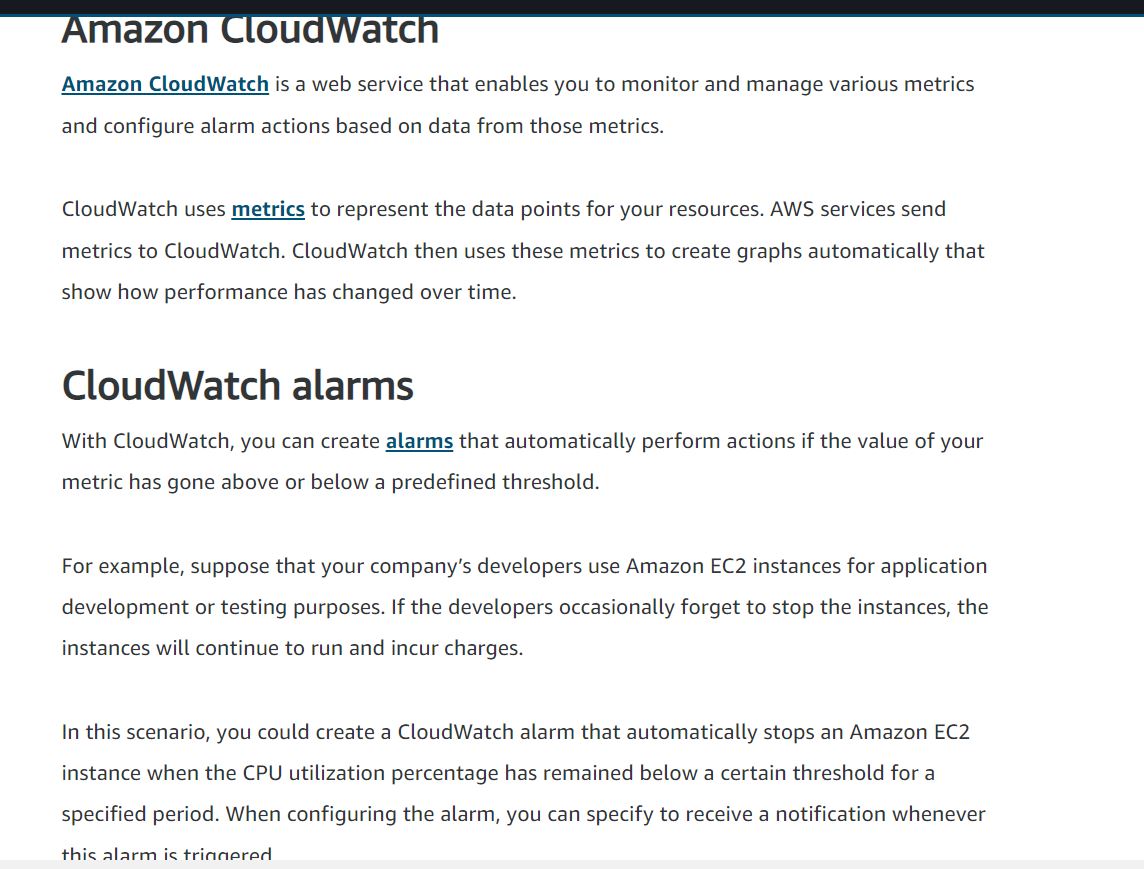 Amazon CloudWatch
Amazon CloudWatch is a web service that enables you to monitor and manage various metrics
and configure alarm actions based on data from those metrics.
CloudWatch uses metrics to represent the data points for your resources. AWS services send
metrics to CloudWatch. CloudWatch then uses these metrics to create graphs automatically that
show how performance has changed over time.
CloudWatch alarms
With CloudWatch, you can create alarms that automatically perform actions if the value of your
metric has gone above or below a predefined threshold.
For example, suppose that your company’s developers use Amazon EC2 instances for application
development or testing purposes. If the developers occasionally forget to stop the instances, the
instances will continue to run and incur charges.
In this scenario, you could create a CloudWatch alarm that automatically stops an Amazon EC2
instance when the CPU utilization percentage has remained below a certain threshold for a
specified period. When configuring the alarm, you can specify to receive a notification whenever
this alarm is triggered.